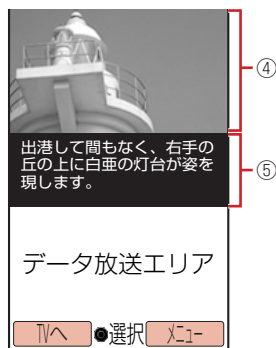 ④
出港して間もなく、右手の
丘の上に白亜の灯台が姿を
現します。
⑤
データ放送エリア
TVへ ●選択 メニュー